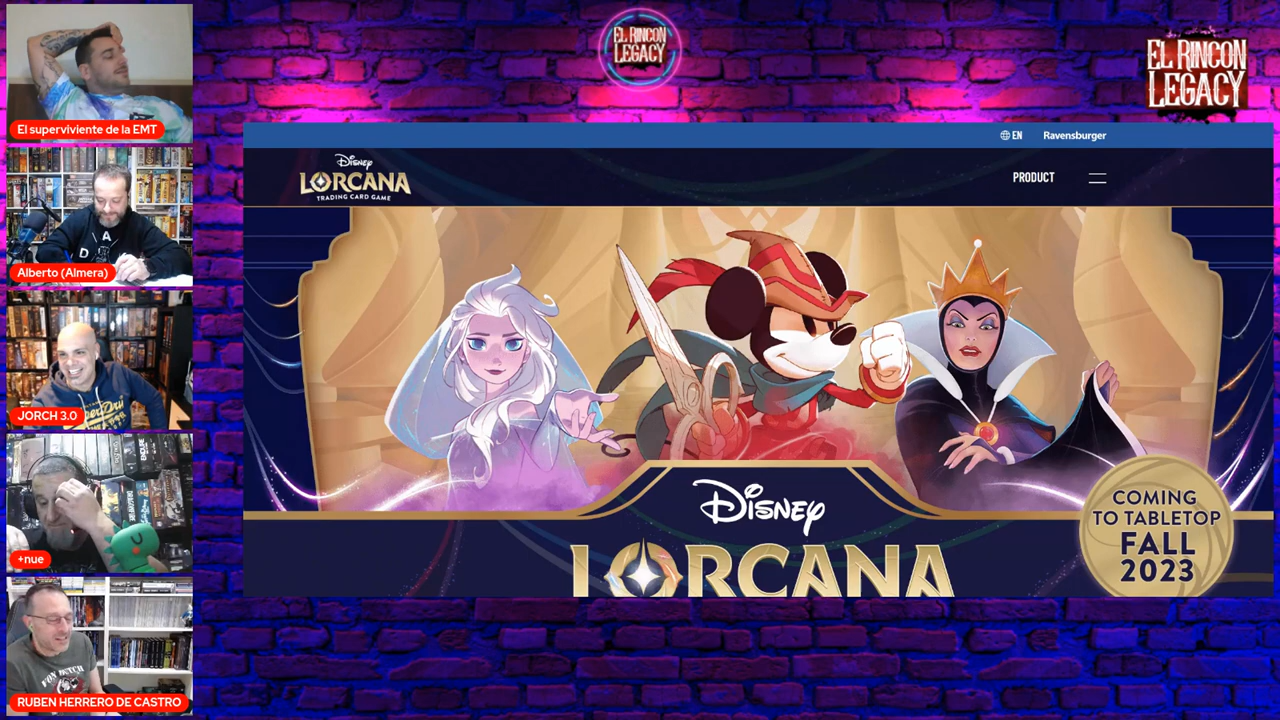 El superviviente de la EMT
Alberto (Almera)
JORCH 3.0
+nue
RUBEN HERRERO DE CASTRO
EL RINCON
LEGACY
EL RINCON
LEGACY
EN Ravensburger
Disney
LORCANA
TRADING CARD GAME
PRODUCT
Disney
LORCANA
COMING
TO TABLETOP
FALL
2023